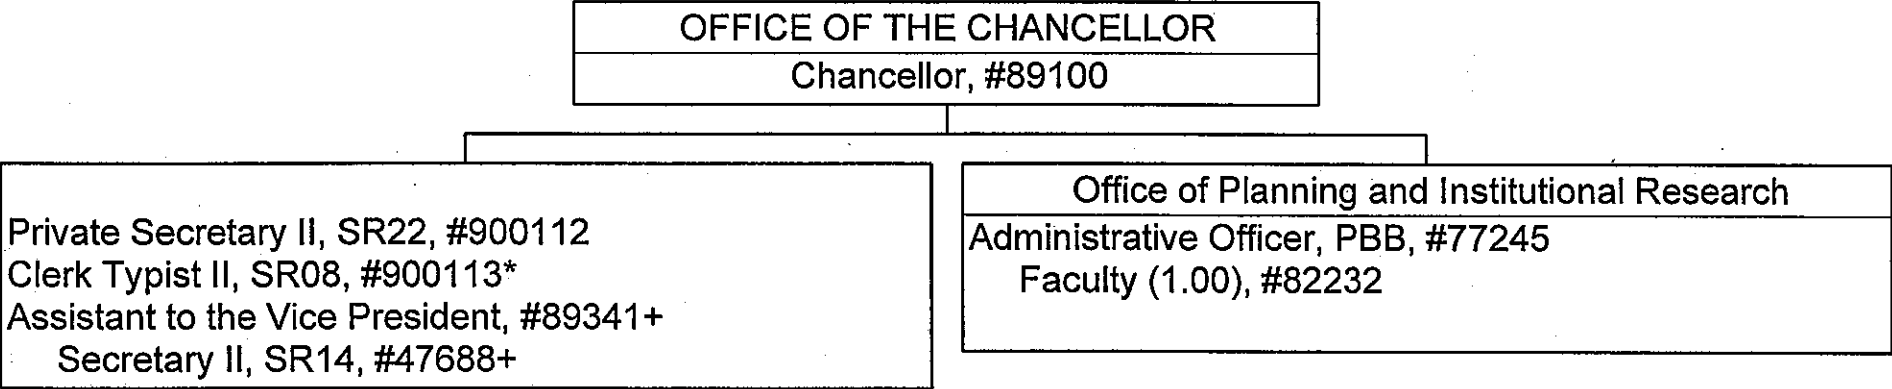 OFFICE OF THE CHANCELLOR
Chancellor, #89100
Private Secretary II, SR22, #900112
Clerk Typist II, SR08, #900113*
Assistant to the Vice President, #89341+
Secretary II, SR14, #47688+
Office of Planning and Institutional Research
Administrative Officer, PBB, #77245
Faculty (1.00), #82232